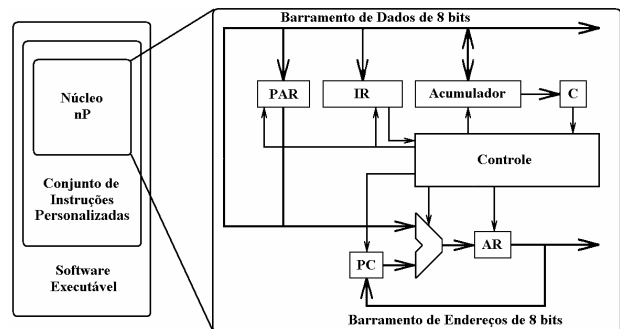 Núcleo
nP
Conjunto de
Instruções
Personalizadas
Software
Executável
Barramento de Dados de 8 bits
PAR
IR
Acumulador
C
Controle
PC
AR
Barramento de Endereços de 8 bits